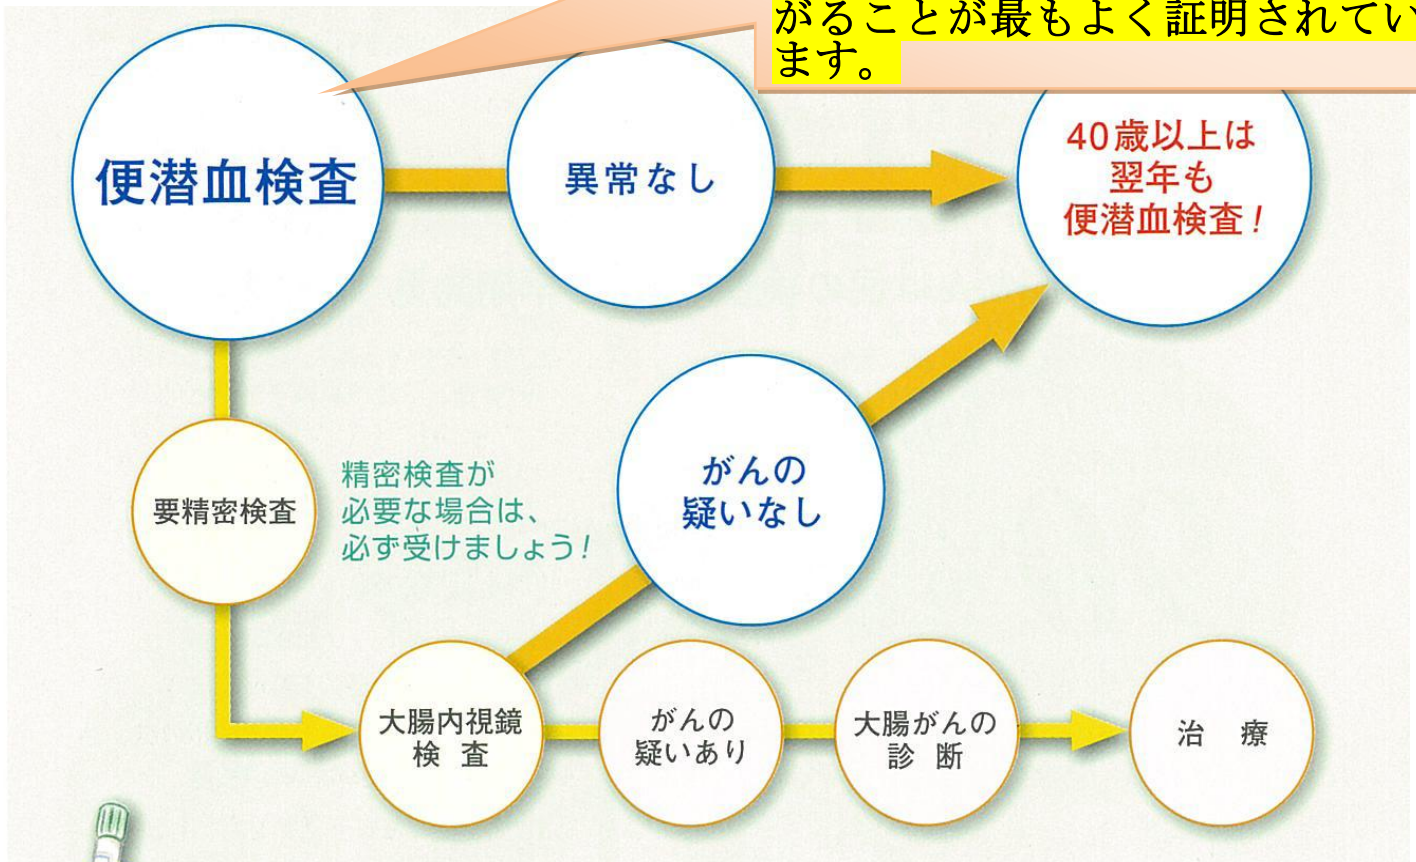 がることが最もよく証明されてい
ます。
便潜血検査
異常なし
40歳以上は
翌年も
便潜血検査!
要精密検査
精密検査が
必要な場合は、
必ず受けましょう!
がんの
疑いなし
大腸内視鏡
検 査
がんの
疑いあり
大腸がんの
診 断
治 療